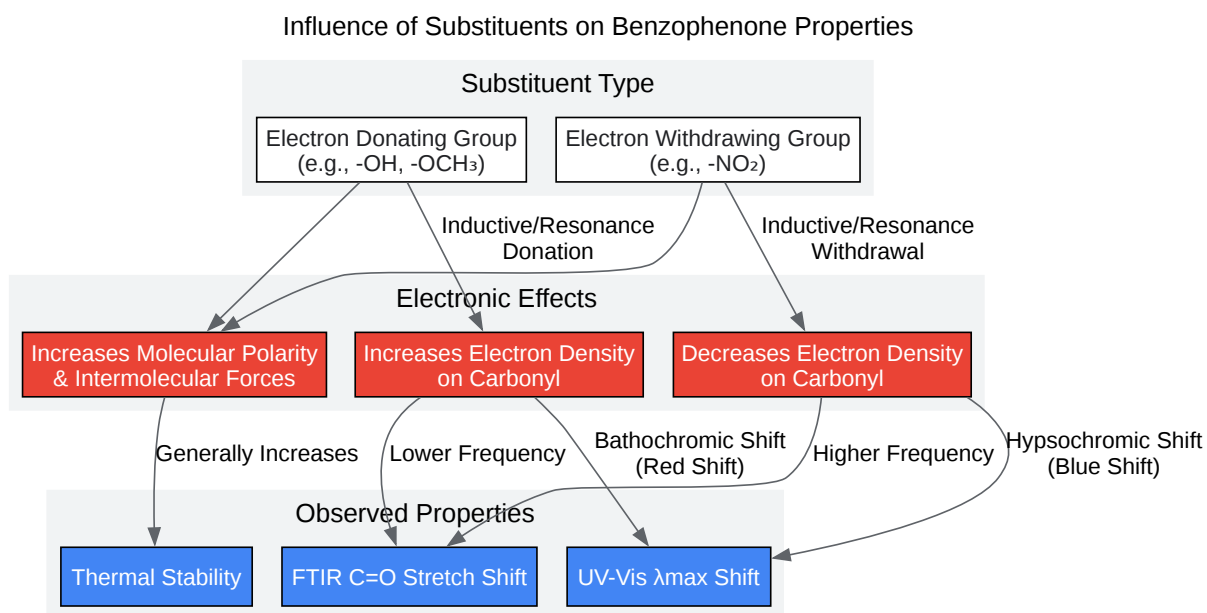 Influence of Substituents on Benzophenone Properties
Substituent Type
Electron Donating Group
(e.g., -OH, -OCH₃)
Electron Withdrawing Group
(e.g., -NO₂)
Inductive/Resonance
Donation
Inductive/Resonance
Withdrawal
Electronic Effects
Increases Molecular Polarity
& Intermolecular Forces
Increases Electron Density
on Carbonyl
Decreases Electron Density
on Carbonyl
Generally Increases
Lower Frequency
Bathochromic Shift
(Red Shift)
Higher Frequency
Hypsochromic Shift
(Blue Shift)
Observed Properties
Thermal Stability
FTIR C=O Stretch Shift
UV-Vis λmax Shift